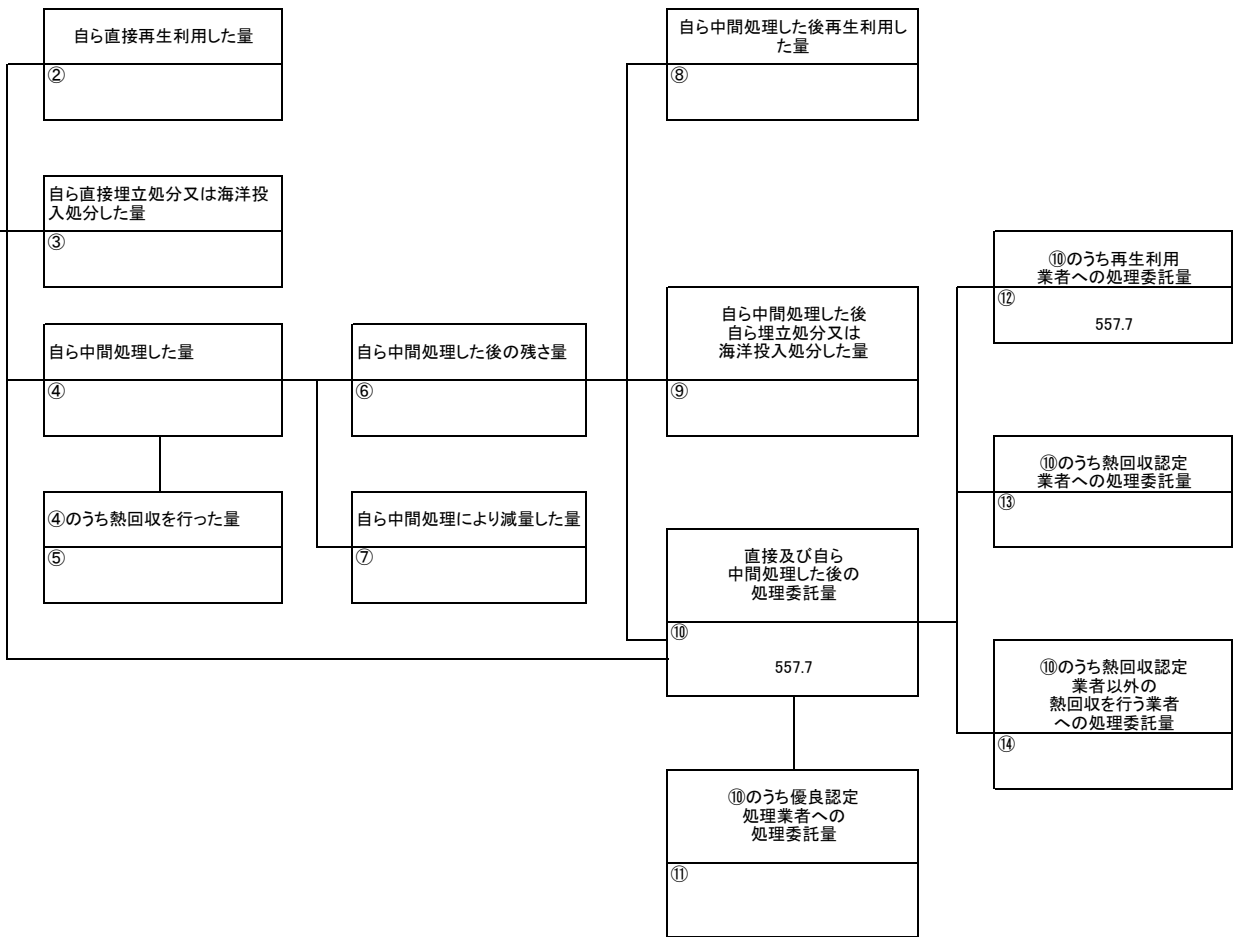 自ら直接再生利用した量
②
自ら直接埋立処分又は海洋投
入処分した量
③
自ら中間処理した量
④
④のうち熱回収を行った量
⑤
自ら中間処理した後の残さ量
⑥
自ら中間処理により減量した量
⑦
自ら中間処理した後再生利用し
た量
⑧
自ら中間処理した後
自ら埋立処分又は
海洋投入処分した量
⑨
直接及び自ら
中間処理した後の
処理委託量
⑩
557.7
⑩のうち優良認定
処理業者への
処理委託量
⑪
⑩のうち再生利用
業者への処理委託量
⑫
557.7
⑩のうち熱回収認定
業者への処理委託量
⑬
⑩のうち熱回収認定
業者以外の
熱回収を行う業者
への処理委託量
⑭